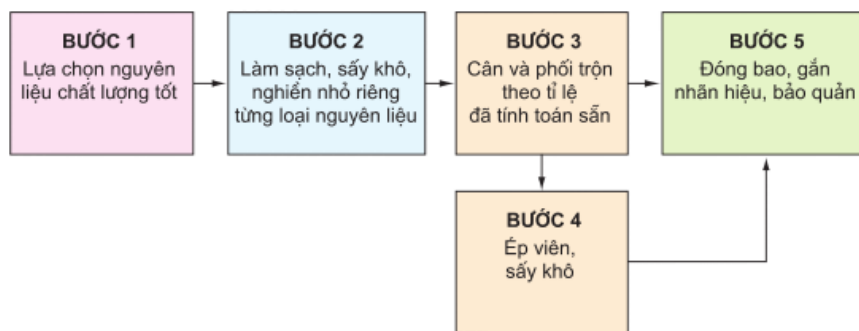 BƯỚC 1
Lựa chọn nguyên
liệu chất lượng tốt
BƯỚC 2
Làm sạch, sấy khô,
nghiền nhỏ riêng
từng loại nguyên liệu
BƯỚC 3
Cân và phối trộn
theo tỉ lệ
đã tính toán sẵn
BƯỚC 5
Đóng bao, gắn
nhãn hiệu, bảo quản
BƯỚC 4
Ép viên,
sấy khô